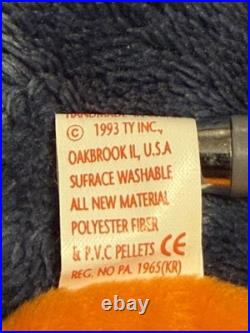 HANDMADE
© 1993 TY INC.,
OAKBROOK IL, U.S.A
SUFRACE WASHABLE
ALL NEW MATERIAL
POLYESTER FIBER
& P.V.C PELLETS CE
REG. NO PA. 1965(KR)